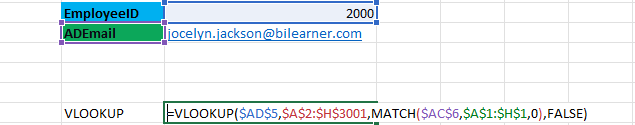 EmployeeID 2000
ADEmail jocelyn.jackson@bilearner.com
VLOOKUP =VLOOKUP($AD$5,$A$2:$H$3001,MATCH($AC$6,$A$1:$H$1,0),FALSE)